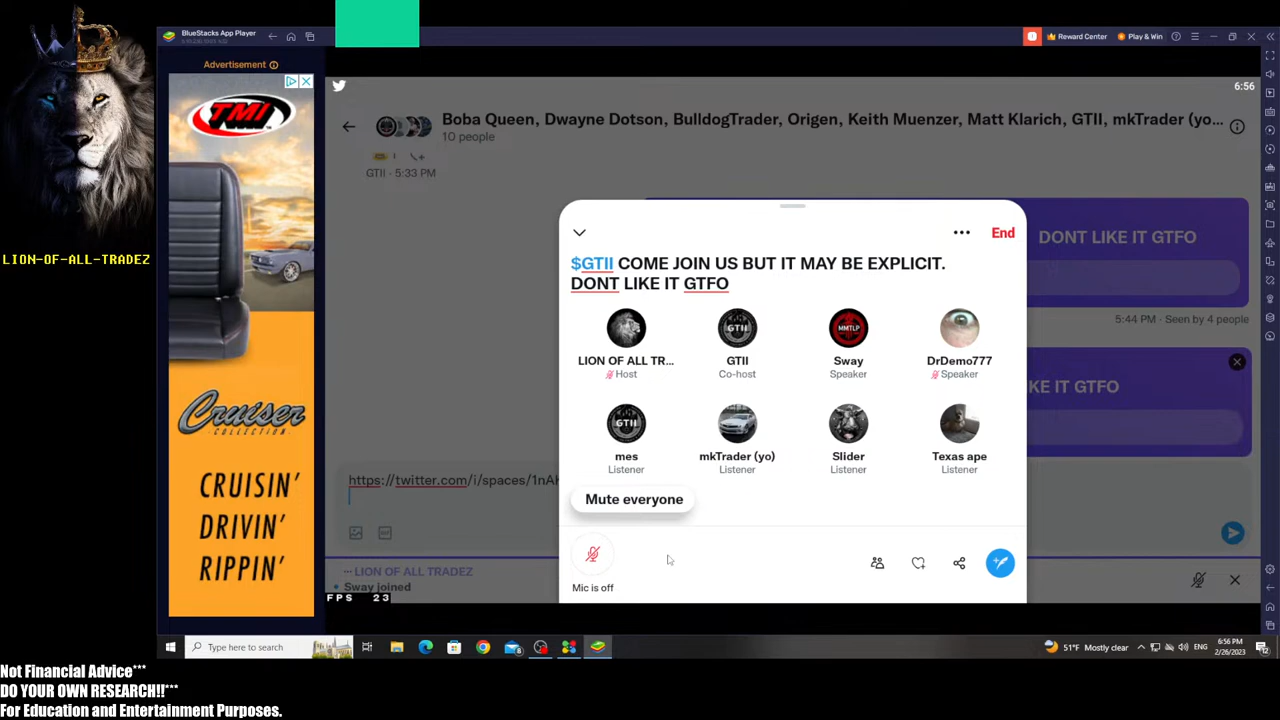 BlueStacks App Player
Reward Center
Play & Win
Advertisement
TMI
Cruiser
COLLECTION
CRUISIN'
DRIVIN'
RIPPIN'
LION-OF-ALL-TRADEZ
6:56
Boba Queen, Dwayne Dotson, BulldogTrader, Origen, Keith Muenzer, Matt Klarich, GTII, mkTrader (yo...
10 people
1
GTII - 5:33 PM
DONT LIKE IT GTFO
5:44 PM · Seen by 4 people
KE IT GTFO
End
$GTII COME JOIN US BUT IT MAY BE EXPLICIT.
DONT LIKE IT GTFO
GTII
MMTLP
LION OF ALL TR...
GTII
Sway
DrDemo777
Host
Co-host
Speaker
Speaker
GTII
mes
mkTrader (yo)
Slider
Texas ape
Listener
Listener
Listener
Listener
https://twitter.com/i/spaces/1nAk
Mute everyone
Mic is off
LION OF ALL TRADEZ
Sway joined
FPS 23
Type here to search
51°F Mostly clear
ENG
6:56 PM
2/26/2023
Not Financial Advice***
DO YOUR OWN RESEARCH!!***
For Education and Entertainment Purposes.